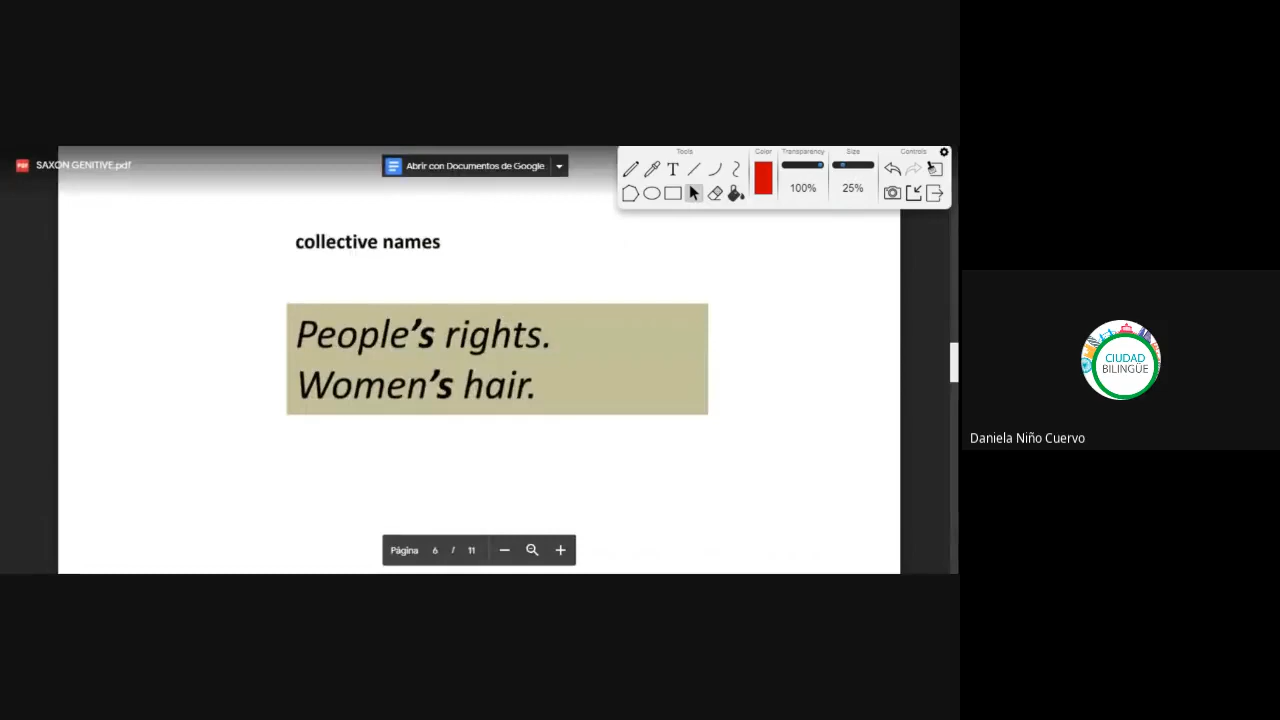 SAXON GENITIVE.pdf
Abrir con Documentos de Google
Tools
Color
Transparency
Size
Controls
T
100%
25%
collective names
People's rights.
Women's hair.
Página 6 / 11
CIUDAD
BILINGÜE
Daniela Niño Cuervo